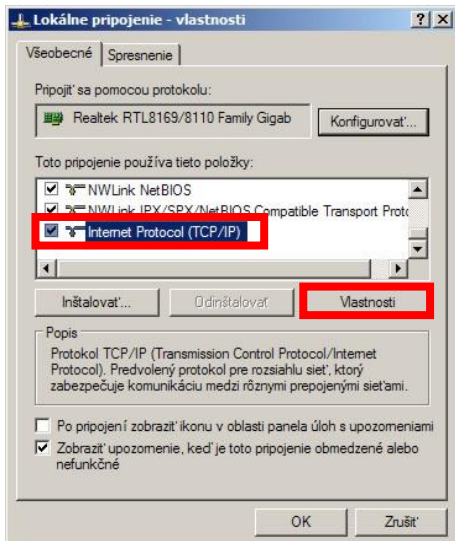 Lokálne pripojenie - vlastnosti
Všeobecné Spresnenie
Pripojiť sa pomocou protokolu:
Realtek RTL8169/8110 Family Gigab Konfigurovať...
Toto pripojenie používa tieto položky:
NWLink NetBIOS
NWLink IPX/SPX/NetBIOS Compatible Transport Proto
Internet Protocol (TCP/IP)
Inštalovať... Odinštalovať Vlastnosti
Popis
Protokol TCP/IP (Transmission Control Protocol/Internet
Protocol). Predvolený protokol pre rozsiahlu sieť, ktorý
zabezpečuje komunikáciu medzi rôznymi prepojenými sieťami.
Po pripojení zobraziť ikonu v oblasti panela úloh s upozorneniami
Zobraziť upozornenie, keď je toto pripojenie obmedzené alebo
nefunkčné
OK Zrušiť